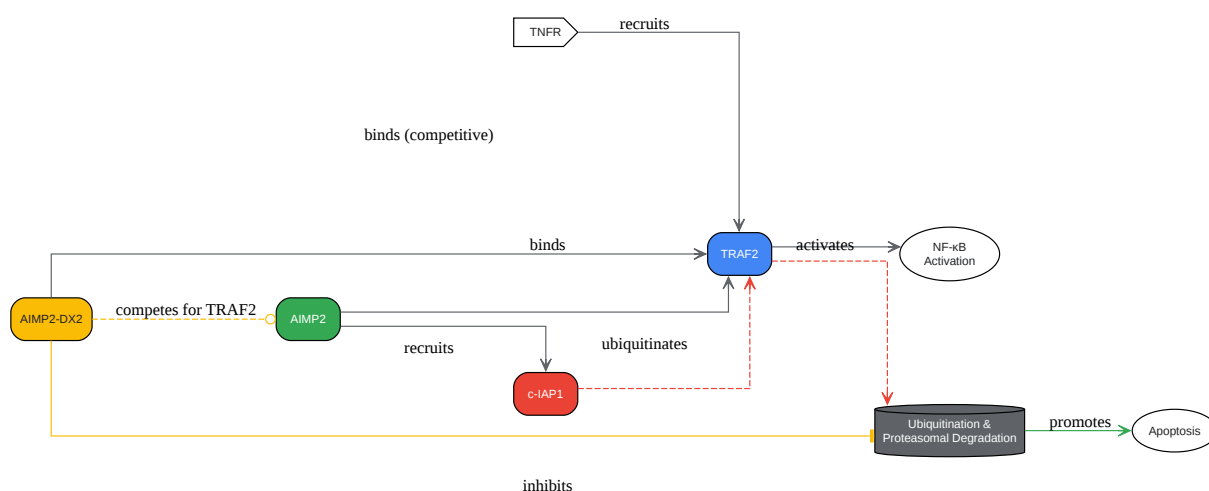 recruits
TNFR
binds (competitive)
binds
activates
TRAF2
NF-κB
Activation
competes for TRAF2
AIMP2-DX2
AIMP2
recruits
ubiquitinates
c-IAP1
Ubiquitination &
Proteasomal Degradation
promotes
Apoptosis
inhibits